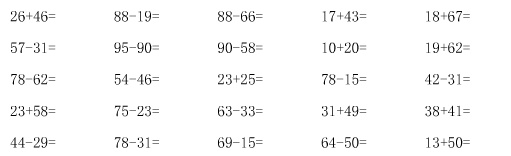 26+46= 88-19= 88-66= 17+43= 18+67=
57-31= 95-90= 90-58= 10+20= 19+62=
78-62= 54-46= 23+25= 78-15= 42-31=
23+58= 75-23= 63-33= 31+49= 38+41=
44-29= 78-31= 69-15= 64-50= 13+50=